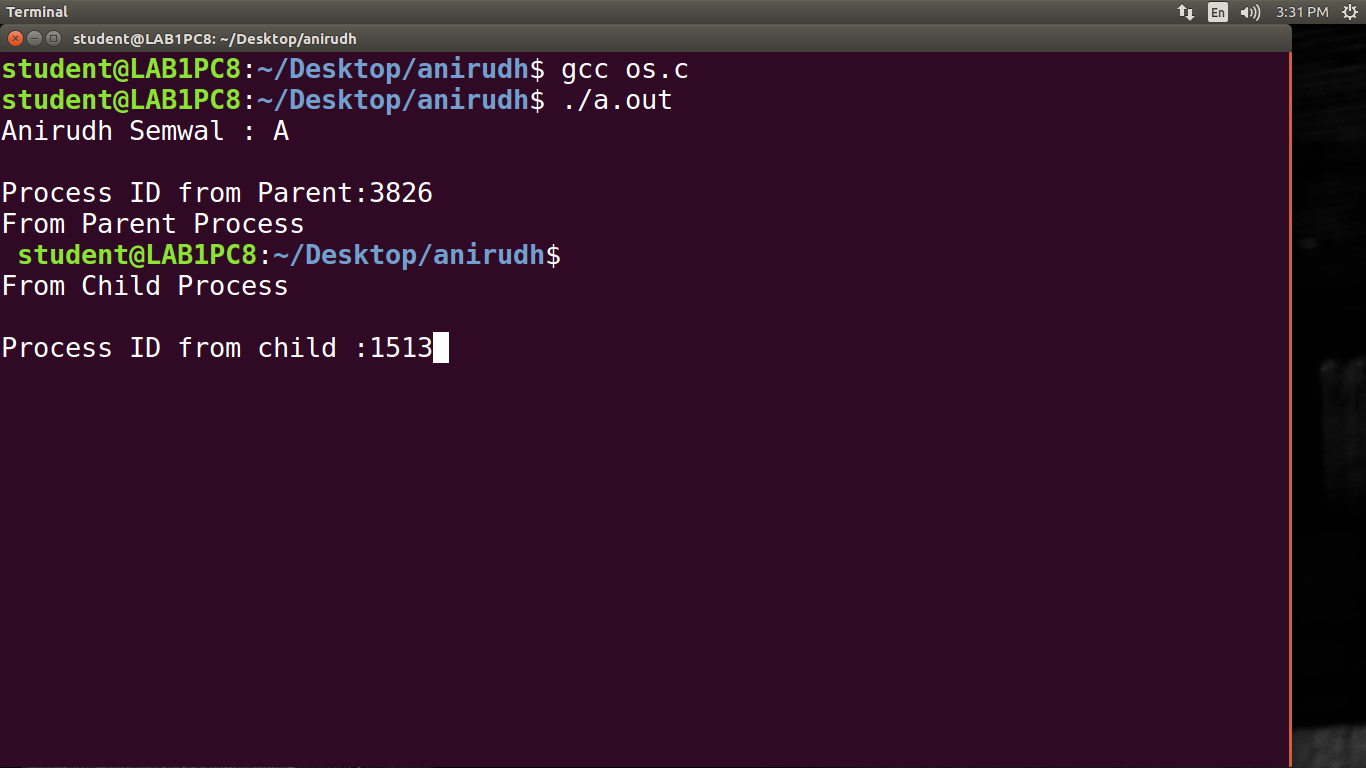 Terminal
En
3:31 PM
student@LAB1PC8: ~/Desktop/anirudh
student@LAB1PC8:~/Desktop/anirudh$ gcc os.c
student@LAB1PC8:~/Desktop/anirudh$ ./a.out
Anirudh Semwal : A
Process ID from Parent:3826
From Parent Process
student@LAB1PC8:~/Desktop/anirudh$
From Child Process
Process ID from child :1513